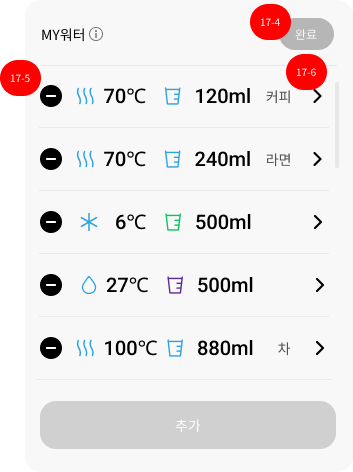 17-4
MY워터 완료
17-5
17-6
70℃ 120ml 커피
70℃ 240ml 라면
6℃ 500ml
27℃ 500ml
100℃ 880ml 차
추가